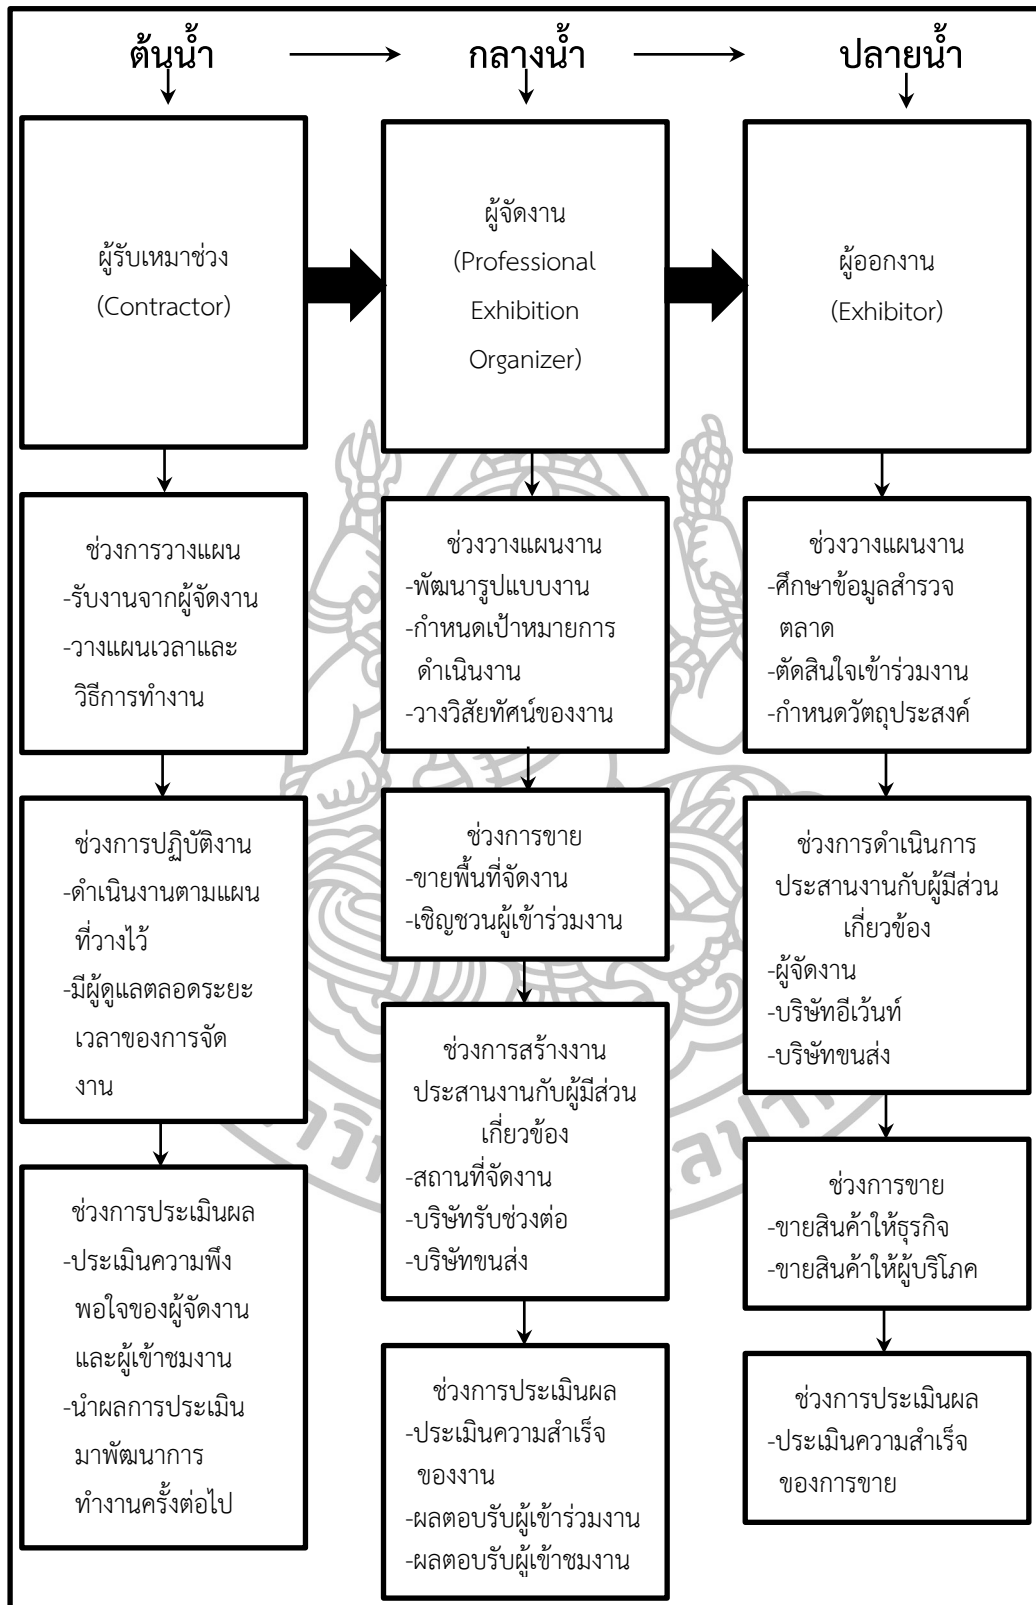 ต้นน้ำ
กลางน้ำ
ปลายน้ำ
ผู้รับเหมาช่วง
(Contractor)
ผู้จัดงาน
(Professional
Exhibition
Organizer)
ผู้ออกงาน
(Exhibitor)
ช่วงการวางแผน
-รับงานจากผู้จัดงาน
-วางแผนเวลาและ
วิธีการทำงาน
ช่วงการปฏิบัติงาน
-ดำเนินงานตามแผน
ที่วางไว้
-มีผู้ดูแลตลอดระยะ
เวลาของการจัด
งาน
ช่วงการประเมินผล
-ประเมินความพึง
พอใจของผู้จัดงาน
และผู้เข้าชมงาน
-นำผลการประเมิน
มาพัฒนาการ
ทำงานครั้งต่อไป
ช่วงวางแผนงาน
-พัฒนารูปแบบงาน
-กำหนดเป้าหมายการ
ดำเนินงาน
-วางวิสัยทัศน์ของงาน
ช่วงการขาย
-ขายพื้นที่จัดงาน
-เชิญชวนผู้เข้าร่วมงาน
ช่วงการสร้างงาน
ประสานงานกับผู้มีส่วน
เกี่ยวข้อง
-สถานที่จัดงาน
-บริษัทรับช่วงต่อ
-บริษัทขนส่ง
ช่วงการประเมินผล
-ประเมินความสำเร็จ
ของงาน
-ผลตอบรับผู้เข้าร่วมงาน
-ผลตอบรับผู้เข้าชมงาน
ช่วงวางแผนงาน
-ศึกษาข้อมูลสำรวจ
ตลาด
-ตัดสินใจเข้าร่วมงาน
-กำหนดวัตถุประสงค์
ช่วงการดำเนินการ
ประสานงานกับผู้มีส่วน
เกี่ยวข้อง
-ผู้จัดงาน
-บริษัทอีเว้นท์
-บริษัทขนส่ง
ช่วงการขาย
-ขายสินค้าให้ธุรกิจ
-ขายสินค้าให้ผู้บริโภค
ช่วงการประเมินผล
-ประเมินความสำเร็จ
ของการขาย